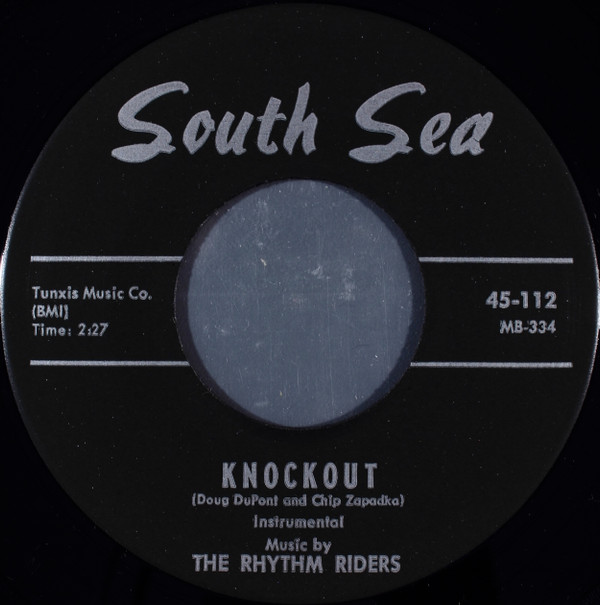 South Sea
Tunxis Music Co.
(BMI)
Time: 2:27
45-112
MB-334
KNOCKOUT
(Doug DuPont and Chip Zapadka)
Instrumental
Music by
THE RHYTHM RIDERS